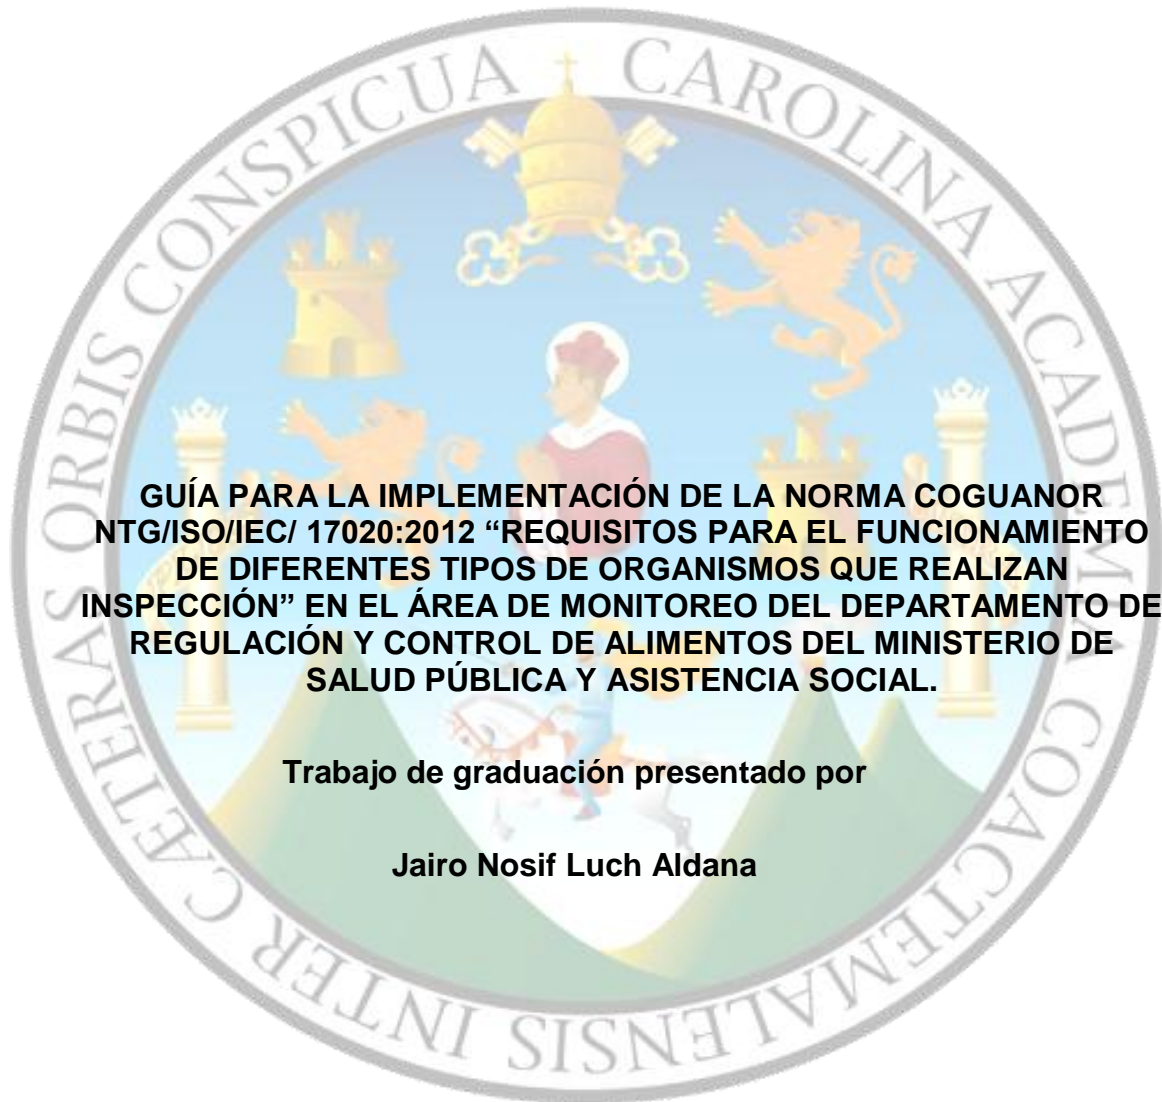 CAROLINA ACADEMIA COACTEMALENSIS INTER CÆTERAS ORBIS CONSPICUA
GUÍA PARA LA IMPLEMENTACIÓN DE LA NORMA COGUANOR
NTG/ISO/IEC/ 17020:2012 “REQUISITOS PARA EL FUNCIONAMIENTO
DE DIFERENTES TIPOS DE ORGANISMOS QUE REALIZAN
INSPECCIÓN” EN EL ÁREA DE MONITOREO DEL DEPARTAMENTO DE
REGULACIÓN Y CONTROL DE ALIMENTOS DEL MINISTERIO DE
SALUD PÚBLICA Y ASISTENCIA SOCIAL.
Trabajo de graduación presentado por
Jairo Nosif Luch Aldana